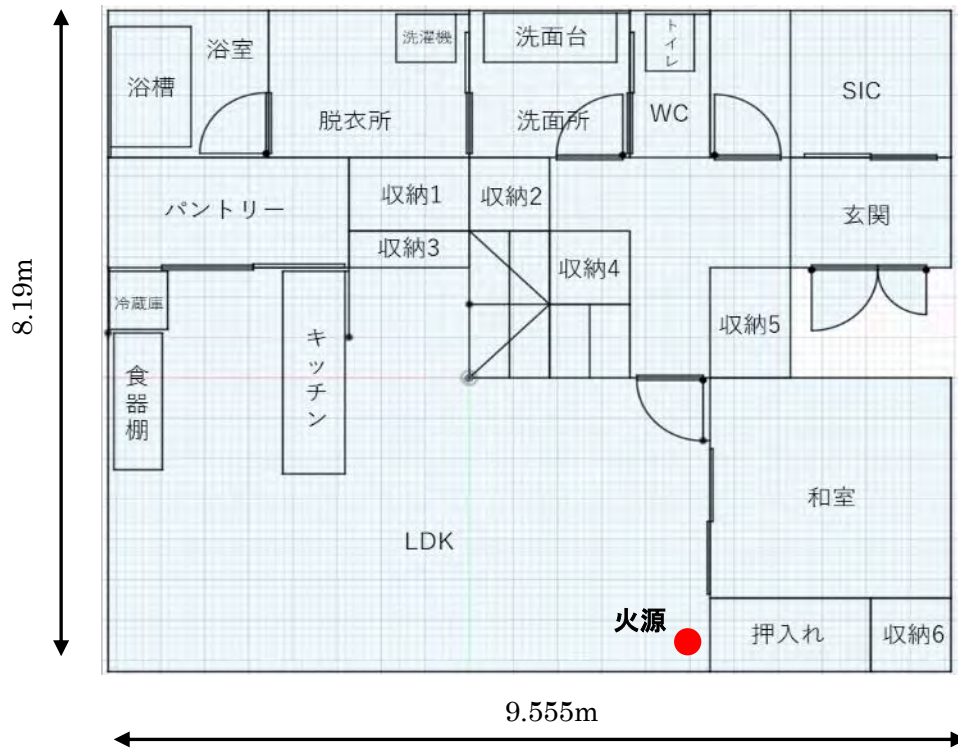 浴室
浴槽
脱衣所
洗濯機
洗面台
洗面所
トイレ
WC
SIC
パントリー
収納1
収納2
収納3
収納4
玄関
収納5
冷蔵庫
食器棚
キッチン
LDK
和室
火源
押入れ
収納6
8.19m
9.555m